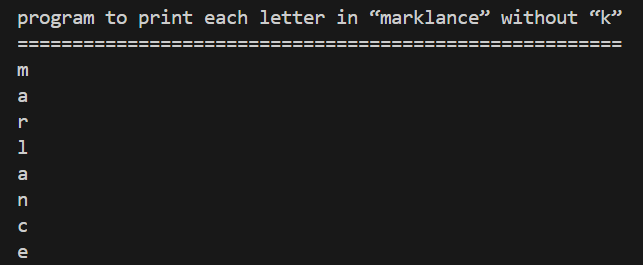 program to print each letter in “marklance” without “k”
=======================================================
m
a
r
l
a
n
c
e